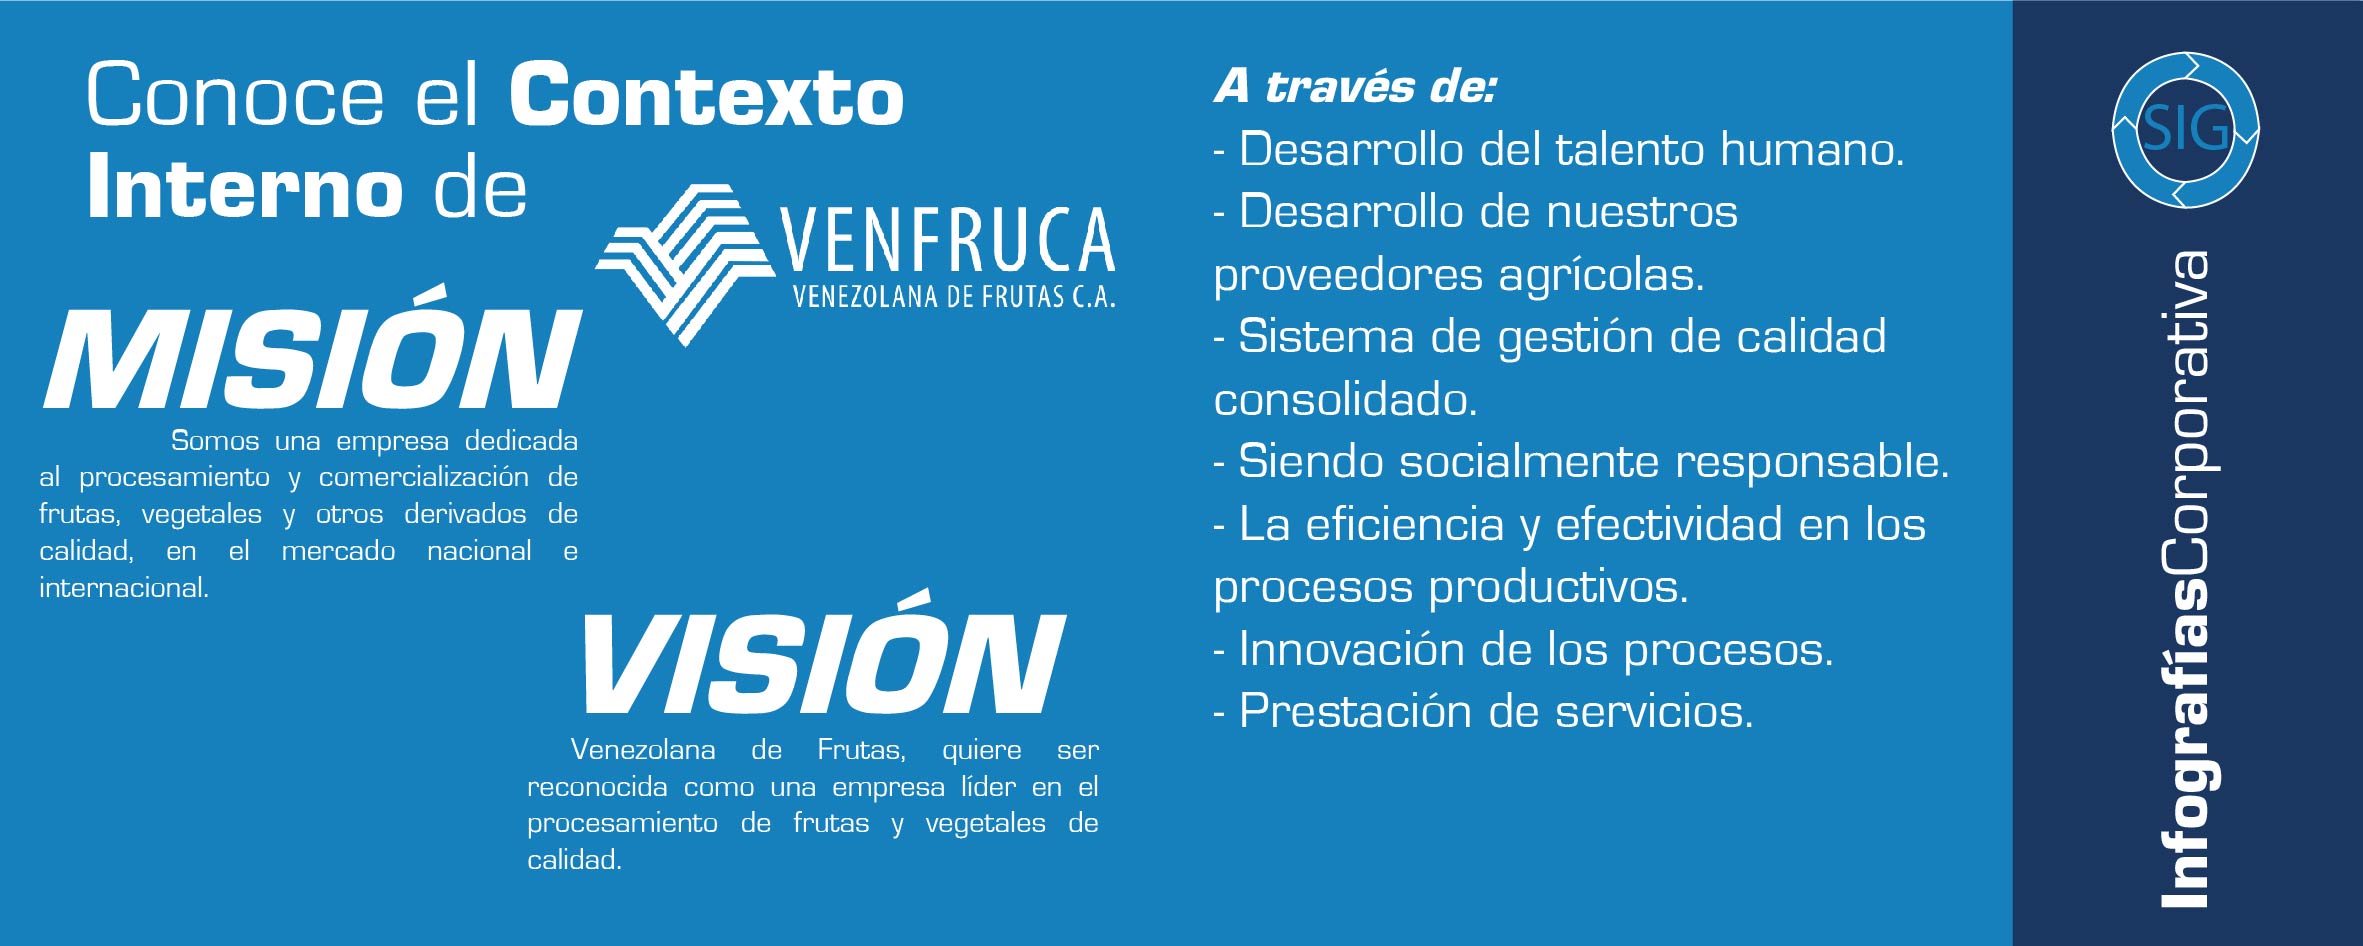 Conoce el Contexto
Interno de
VENFRUCA
VENEZOLANA DE FRUTAS C.A.
MISIÓN
Somos una empresa dedicada
al procesamiento y comercialización de
frutas, vegetales y otros derivados de
calidad, en el mercado nacional e
internacional.
VISIÓN
Venezolana de Frutas, quiere ser
reconocida como una empresa líder en el
procesamiento de frutas y vegetales de
calidad.
A través de:
- Desarrollo del talento humano.
- Desarrollo de nuestros
proveedores agrícolas.
- Sistema de gestión de calidad
consolidado.
- Siendo socialmente responsable.
- La eficiencia y efectividad en los
procesos productivos.
- Innovación de los procesos.
- Prestación de servicios.
SIG
InfografíasCorporativa